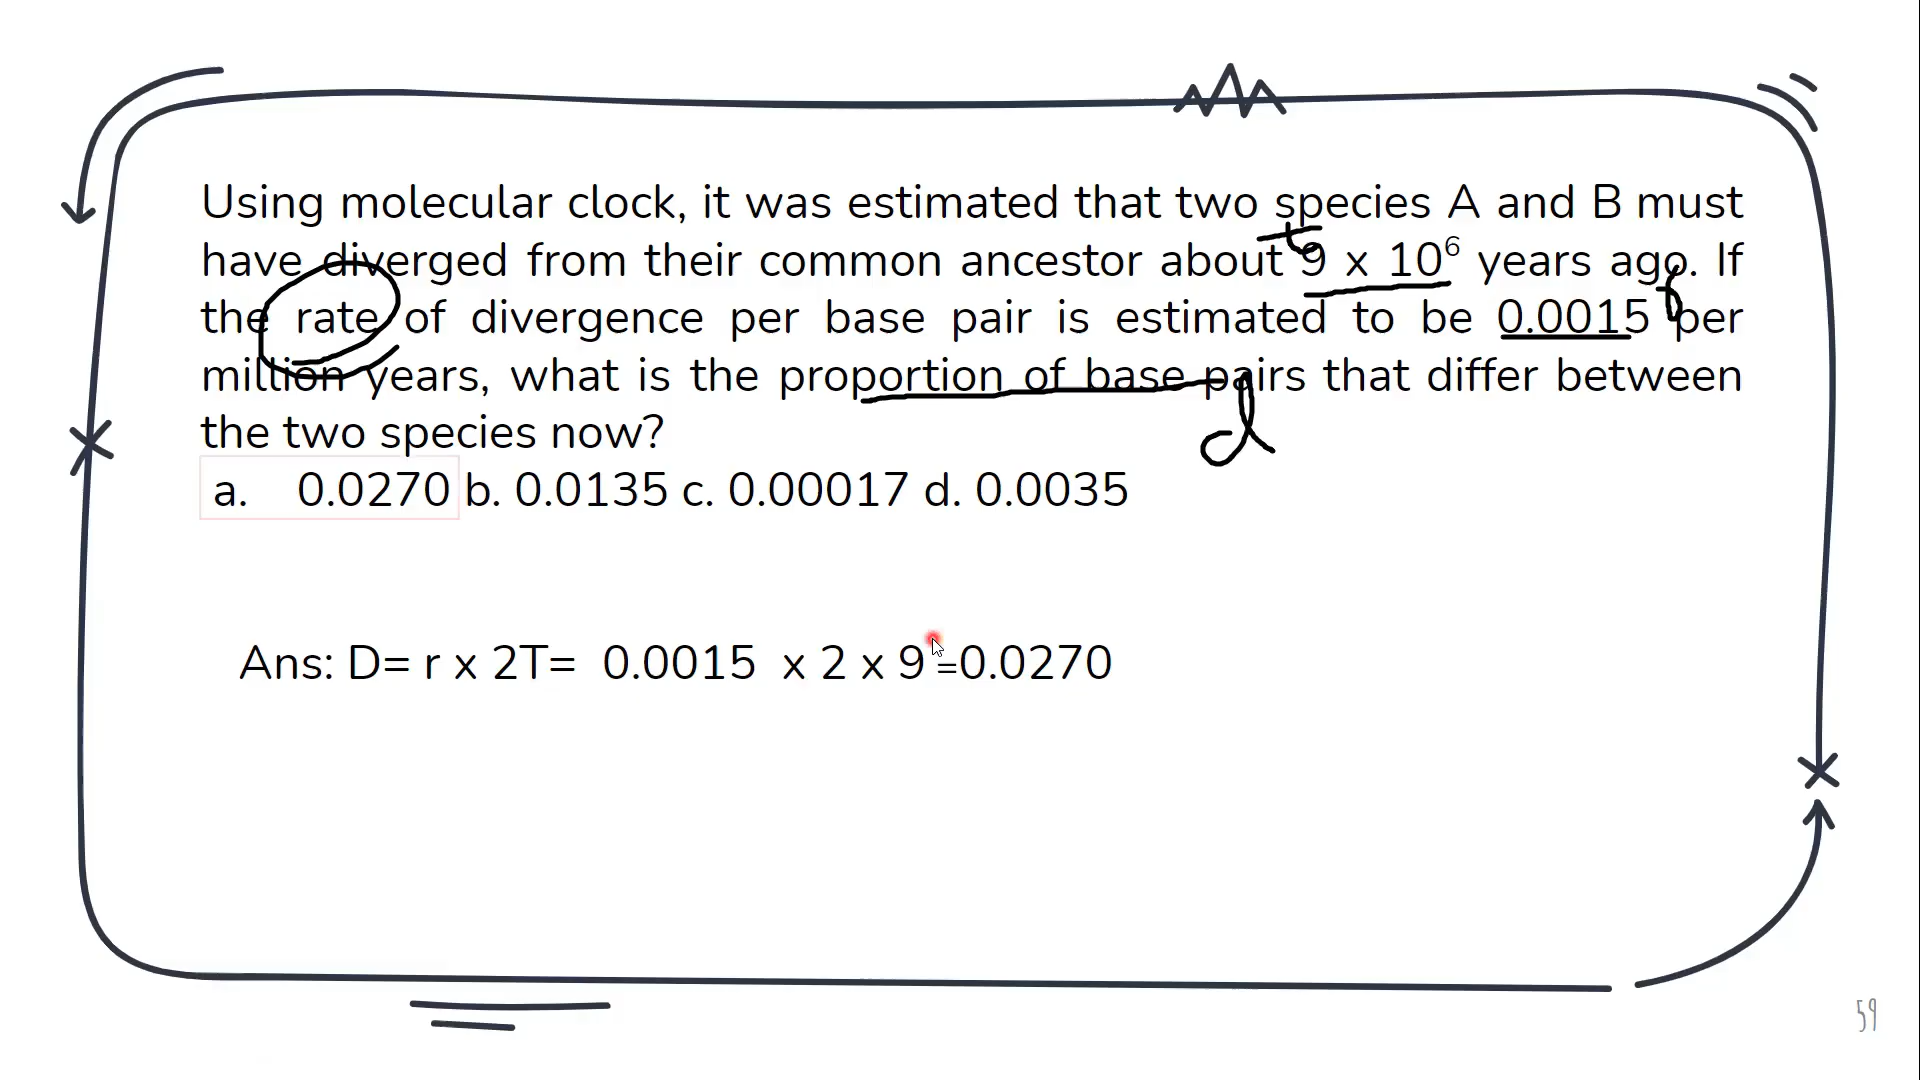 Using molecular clock, it was estimated that two species A and B must
t
have diverged from their common ancestor about 9 x 10⁶ years ago. If
the rate of divergence per base pair is estimated to be 0.0015 per
million years, what is the proportion of base pairs that differ between
d
the two species now?
a. 0.0270 b. 0.0135 c. 0.00017 d. 0.0035
Ans: D= r x 2T= 0.0015 x 2 x 9 =0.0270
59